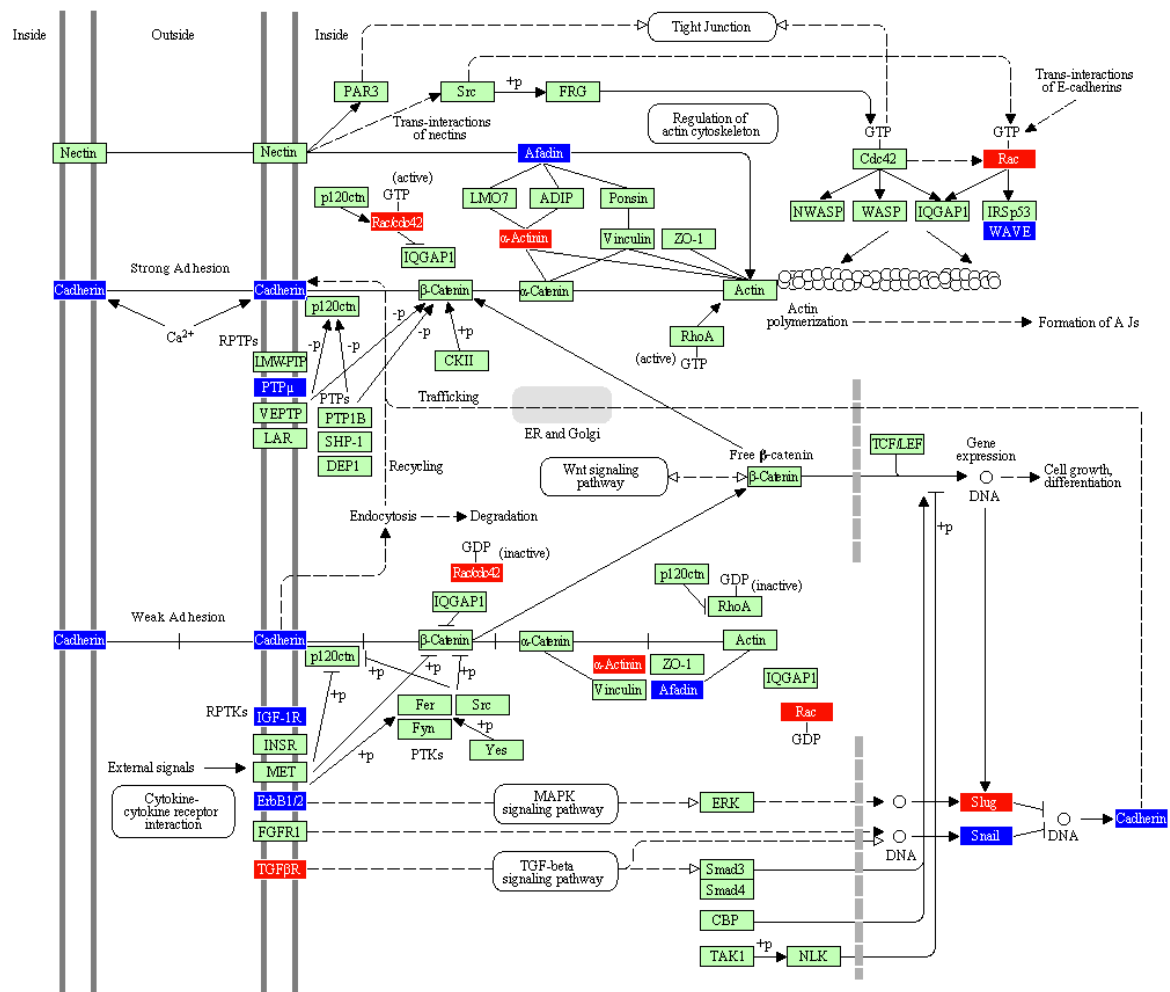 Inside
Outside
Inside
Tight Junction
PAR3
Src
+p
FRG
Trans-interactions
of E-cadherins
Trans-interactions
of nectins
Regulation of
actin cytoskeleton
GTP
GTP
Nectin
Nectin
Afadin
Cdc42
Rac
(active)
p120ctn
GTP
LMO7
ADIP
Ponsin
Rac/cdc42
NWASP
WASP
IQGAP1
IRSp53
WAVE
α-Actinin
Vinculin
ZO-1
IQGAP1
Strong Adhesion
Cadherin
Cadherin
β-Catenin
α-Catenin
Actin
p120ctn
-p
Actin
polymerization
Formation of AJs
Ca2+
RPTPs
-p
-p
-p
+p
RhoA
LMW-PTP
CKII
(active)
GTP
PTPμ
PTPs
Trafficking
VEPTP
PTP1B
LAR
SHP-1
ER and Golgi
DEP1
Recycling
Free β-catenin
TCF/LEF
Gene
expression
Wnt signaling
pathway
β-Catenin
DNA
Cell growth,
differentiation
Endocytosis
Degradation
+p
GDP
(inactive)
Rac/cdc42
p120ctn
GDP
(inactive)
IQGAP1
RhoA
Weak Adhesion
Cadherin
Cadherin
β-Catenin
α-Catenin
Actin
p120ctn
+p
+p
+p
α-Actinin
ZO-1
Vinculin
Afadin
IQGAP1
+p
Fer
Src
RPTKs
IGF-1R
Rac
Fyn
+p
GDP
INSR
+p
PTKs
Yes
External signals
MET
Cytokine-
cytokine receptor
interaction
ErbB1/2
MAPK
signaling pathway
ERK
Slug
Cadherin
FGFR1
Snail
DNA
DNA
TGFβR
TGF-beta
signaling pathway
Smad3
Smad4
CBP
TAK1
+p
NLK